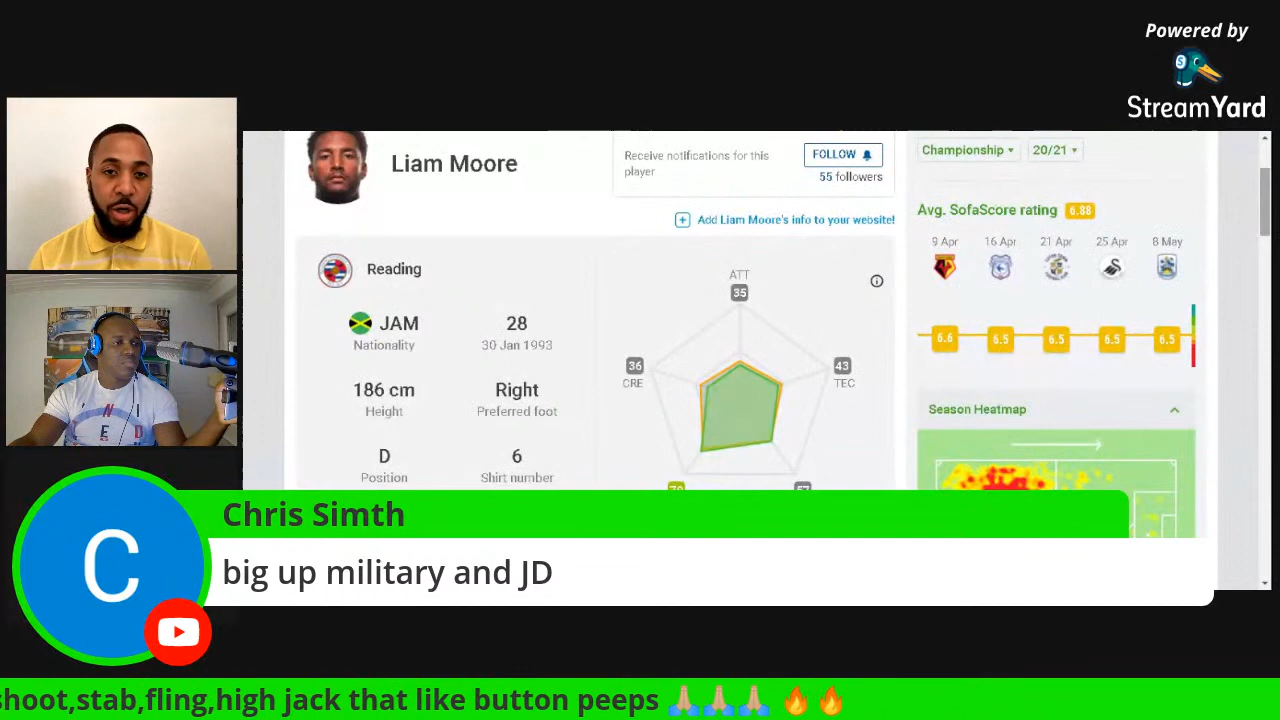 Powered by
StreamYard
Liam Moore
Receive notifications for this
player
FOLLOW
55 followers
Add Liam Moore's info to your website!
Championship
20/21
Avg. SofaScore rating 6.88
9 Apr
16 Apr
21 Apr
25 Apr
8 May
6.6
6.5
6.5
6.5
6.5
Season Heatmap
Reading
JAM
Nationality
28
30 Jan 1993
186 cm
Height
Right
Preferred foot
D
Position
6
Shirt number
ATT
35
43
TEC
36
CRE
Chris Simth
big up military and JD
shoot,stab,fling,high jack that like button peeps 🙏🏽🙏🏽🙏🏽 🔥🔥